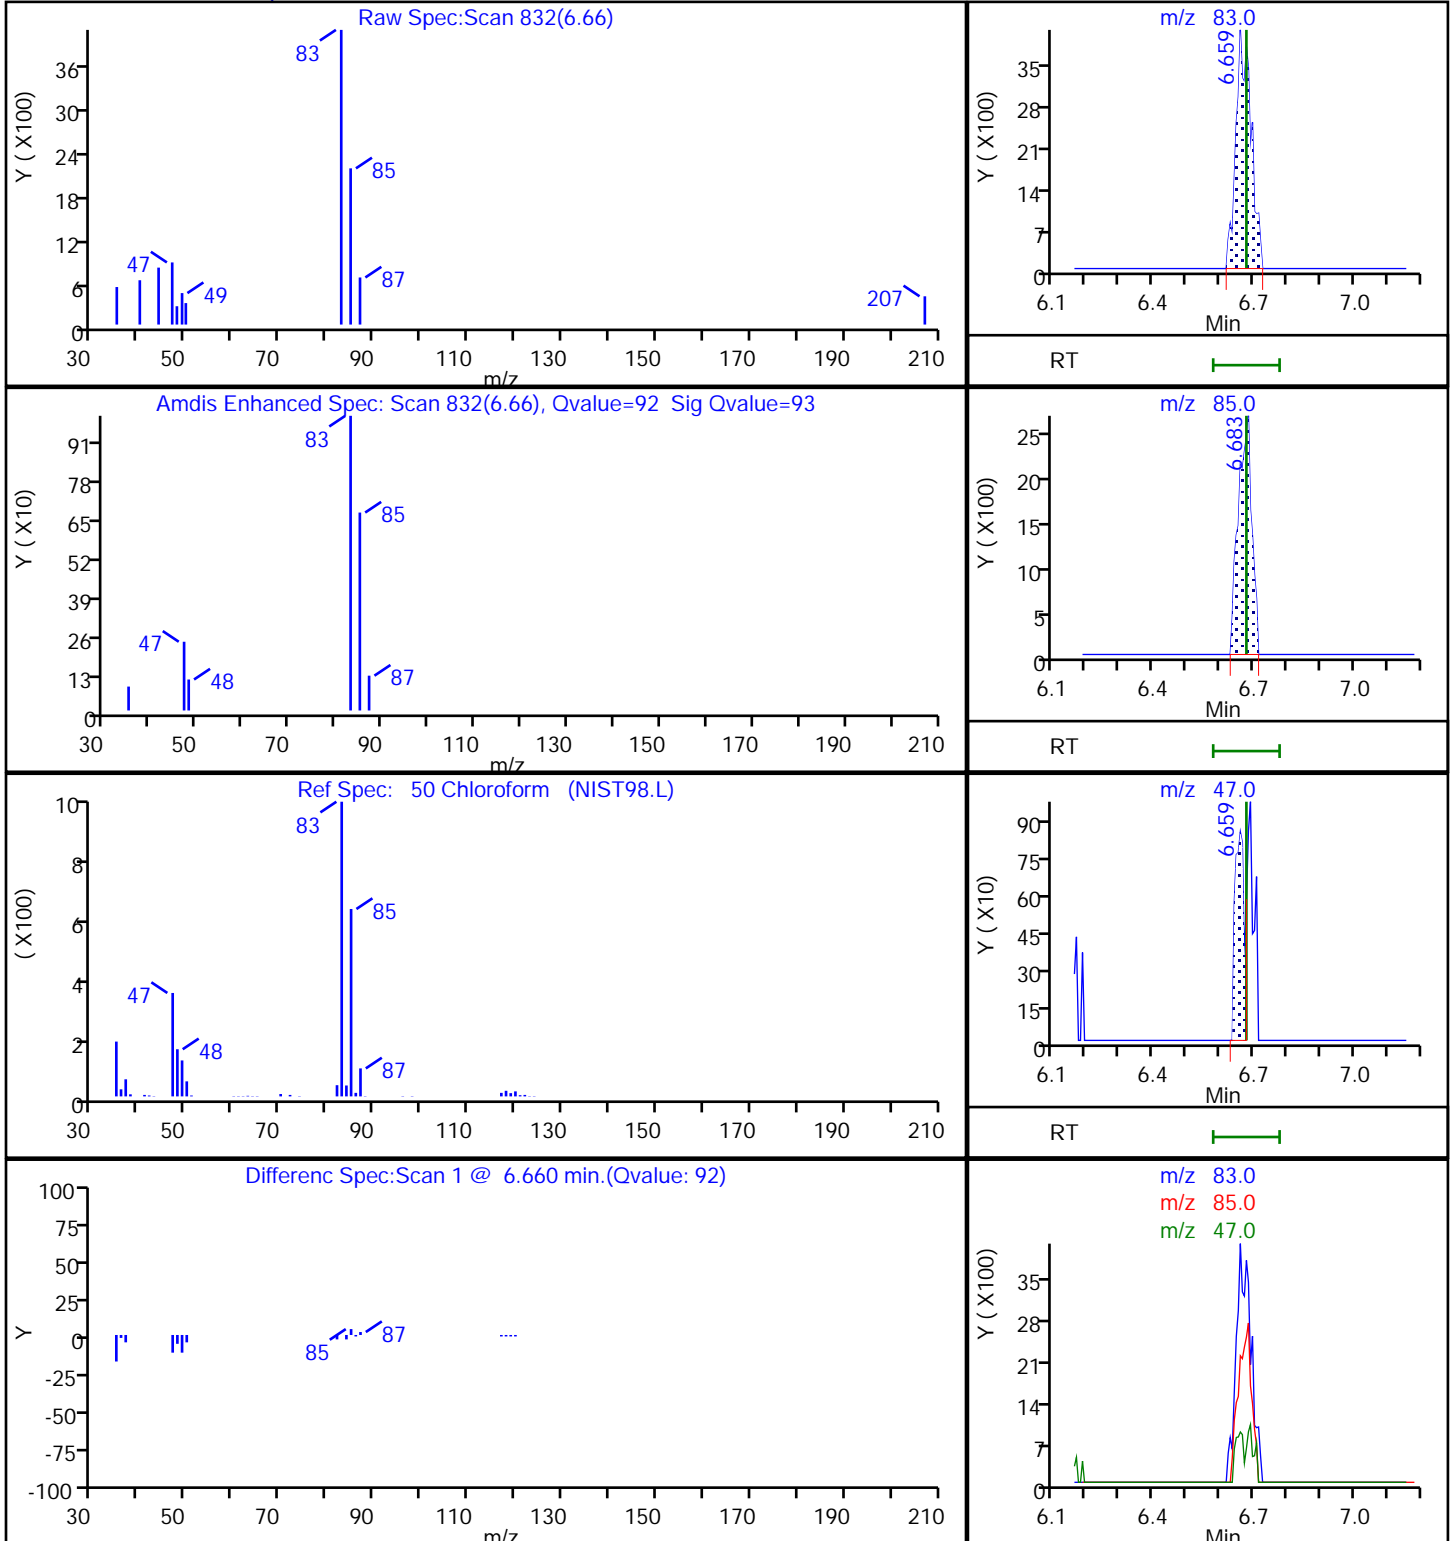 Raw Spec:Scan 832(6.66)
Y ( X100)
36
30
24
18
12
6
0
83
85
87
47
49
207
30 50 70 90 110 130 150 170 190 210
m/z
m/z 83.0
Y ( X100)
35
28
21
14
7
0
6.659
6.1 6.4 6.7 7.0
Min
RT
Amdis Enhanced Spec: Scan 832(6.66), Qvalue=92 Sig Qvalue=93
Y ( X10)
91
78
65
52
39
26
13
0
83
85
47
48
87
30 50 70 90 110 130 150 170 190 210
m/z
m/z 85.0
Y ( X100)
25
20
15
10
5
0
6.683
6.1 6.4 6.7 7.0
Min
RT
Ref Spec: 50 Chloroform (NIST98.L)
( X100)
10
8
6
4
2
0
83
85
47
48
87
30 50 70 90 110 130 150 170 190 210
m/z 47.0
Y ( X10)
90
75
60
45
30
15
0
6.659
6.1 6.4 6.7 7.0
Min
RT
Differenc Spec:Scan 1 @ 6.660 min.(Qvalue: 92)
Y
100
75
50
25
0
-25
-50
-75
-100
85
87
30 50 70 90 110 130 150 170 190 210
m/z
m/z 83.0
m/z 85.0
m/z 47.0
Y ( X100)
35
28
21
14
7
0
6.1 6.4 6.7 7.0
Min